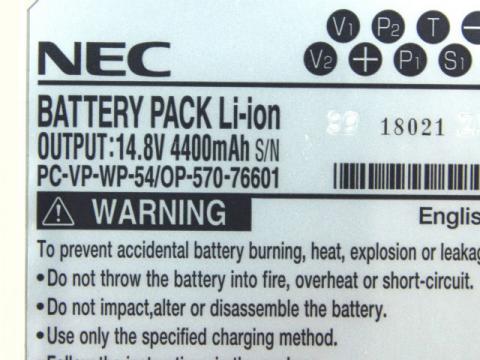 V1 P2 T −
V2 + P1 S1
NEC
BATTERY PACK Li-ion
OUTPUT:14.8V 4400mAh S/N
18021
PC-VP-WP-54/OP-570-76601
⚠ WARNING
Englis
To prevent accidental battery burning, heat, explosion or leakag
•Do not throw the battery into fire, overheat or short-circuit.
•Do not impact,alter or disassemble the battery.
•Use only the specified charging method.